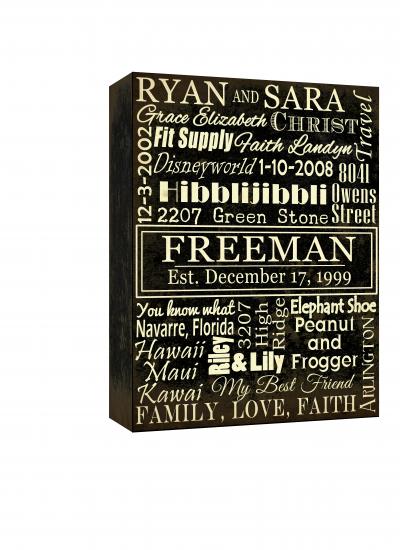 RYAN AND SARA
Grace Elizabeth
CHRIST
Travel
12-3-2002
Fit Supply
Faith Landyn
Disneyworld
1-10-2008
8041
Owens
Street
Hibblijibbli
2207 Green Stone
FREEMAN
Est. December 17, 1999
You know what
Elephant Shoe
Navarre, Florida
3207
High
Ridge
Peanut
and
Frogger
Hawaii
Maui
Kawai
Riley
& Lily
My Best Friend
ARLINGTON
FAMILY, LOVE, FAITH